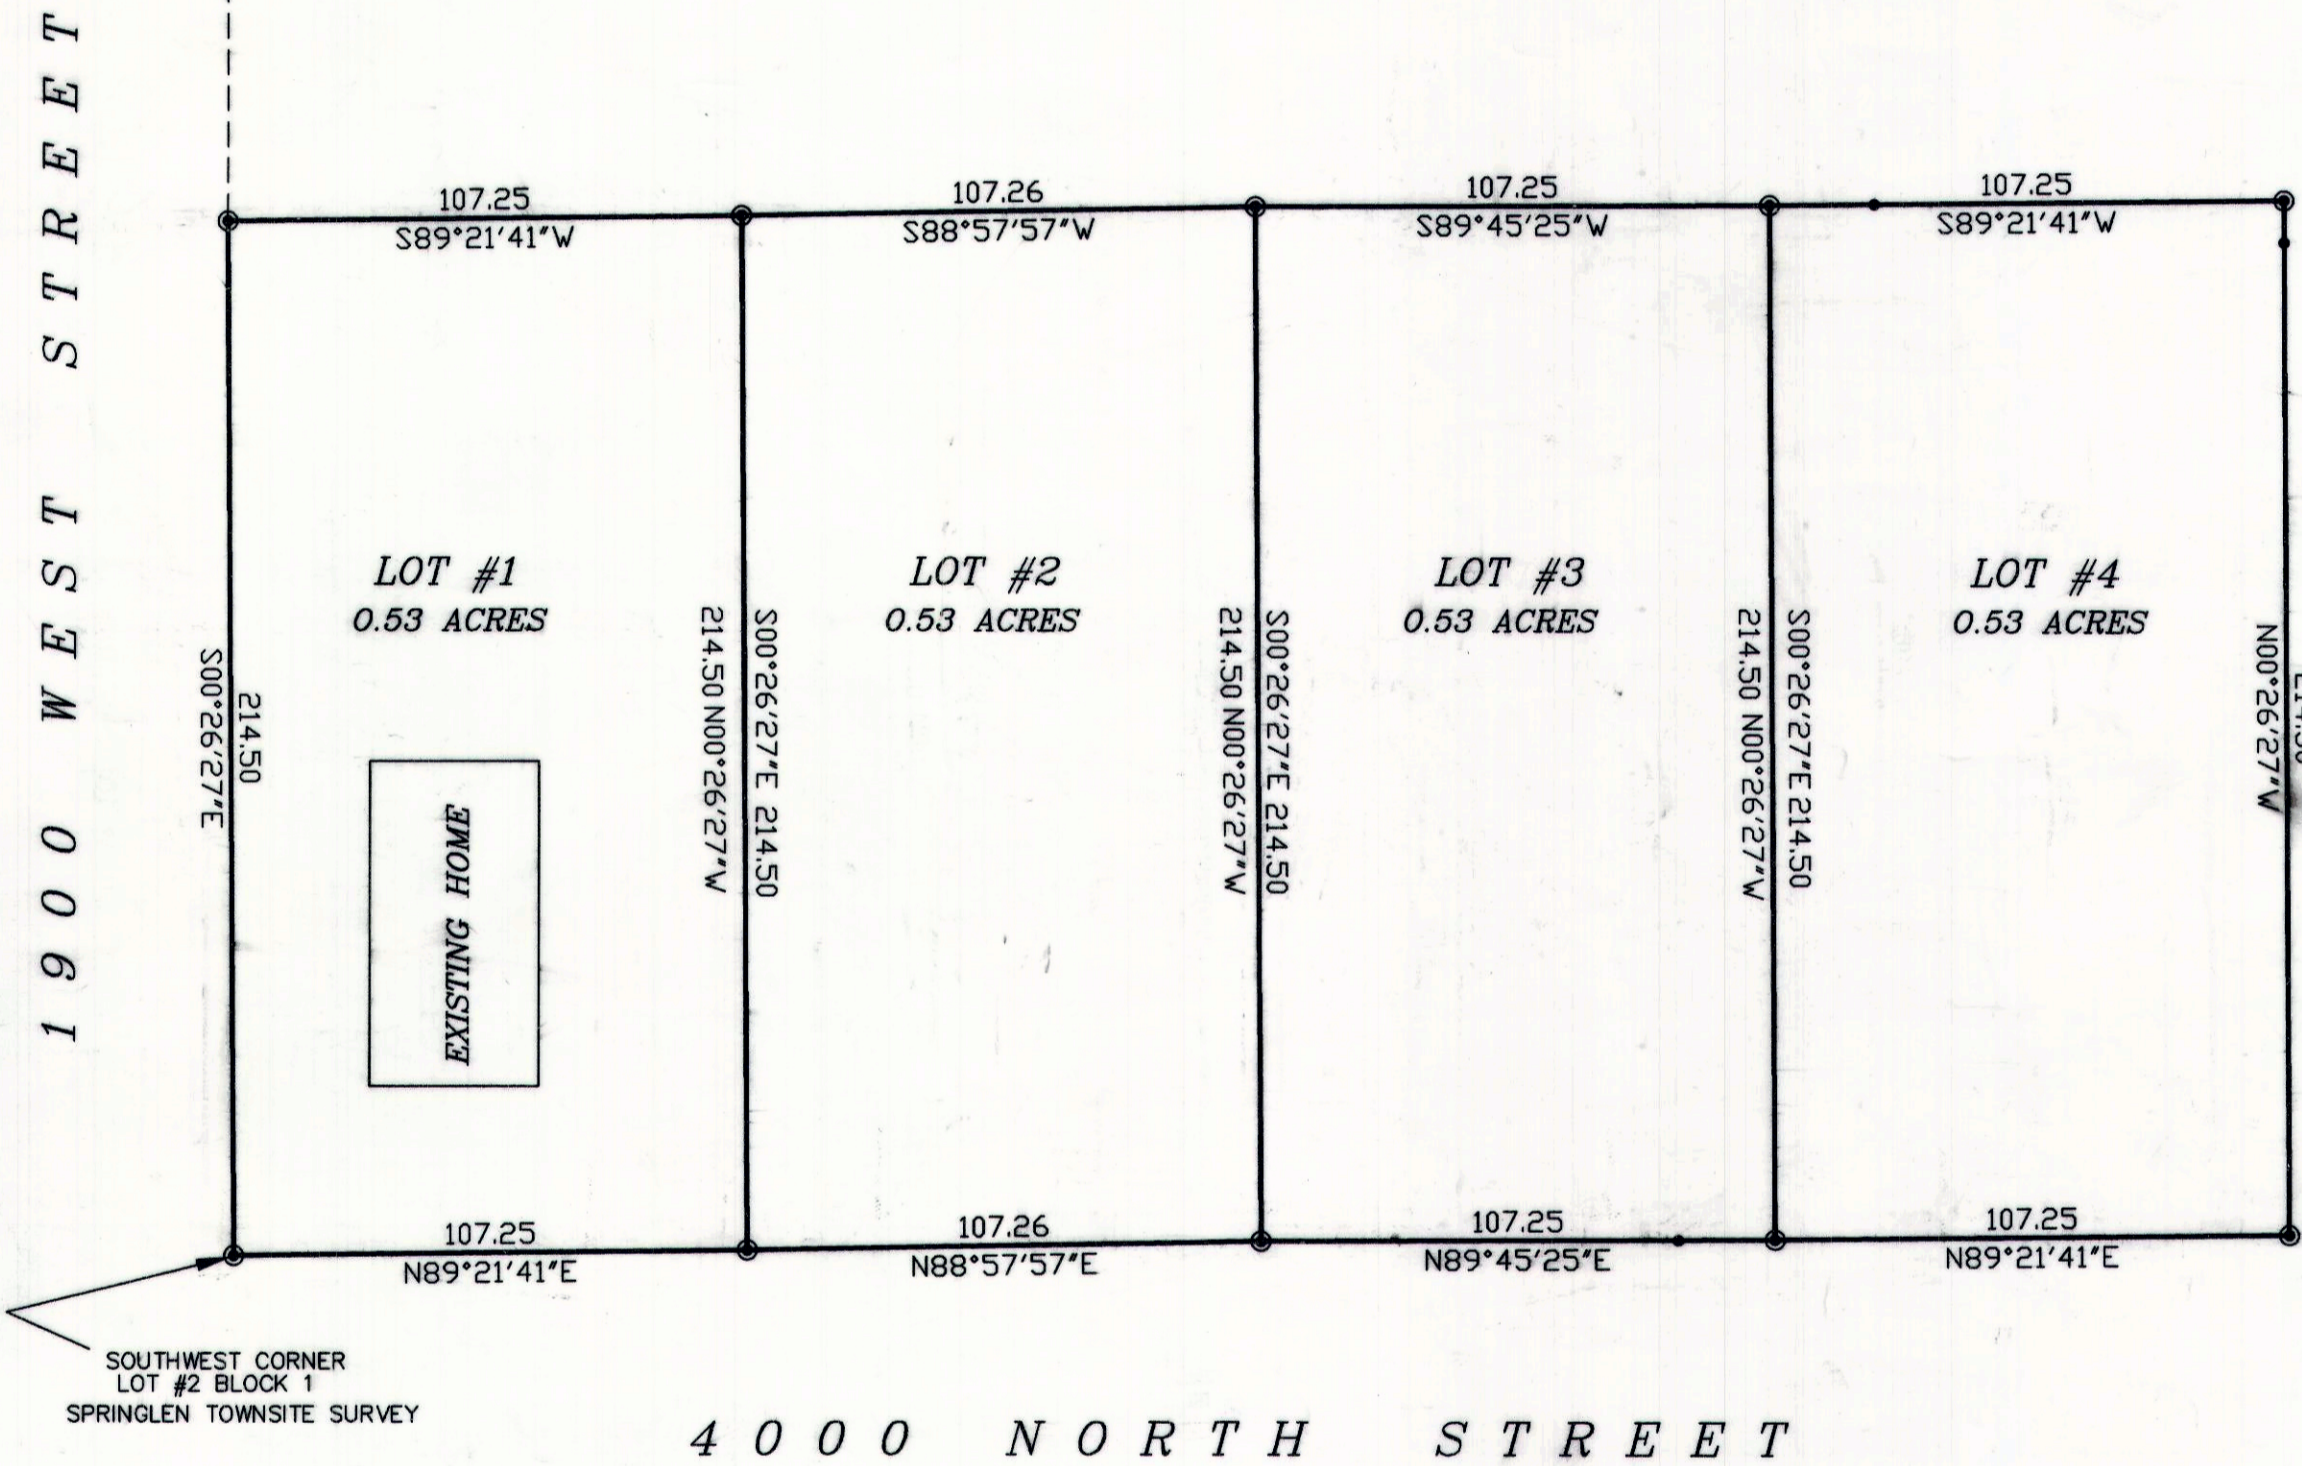 1900 WEST STREET
107.25
S89°21'41"W
107.26
S88°57'57"W
107.25
S89°45'25"W
107.25
S89°21'41"W
LOT #1
0.53 ACRES
LOT #2
0.53 ACRES
LOT #3
0.53 ACRES
LOT #4
0.53 ACRES
S00°26'27"E
214.50
214.50 N00°26'27"W
S00°26'27"E 214.50
214.50 N00°26'27"W
S00°26'27"E 214.50
214.50 N00°26'27"W
S00°26'27"E 214.50
N00°26'27"W
EXISTING HOME
107.25
N89°21'41"E
107.26
N88°57'57"E
107.25
N89°45'25"E
107.25
N89°21'41"E
SOUTHWEST CORNER
LOT #2 BLOCK 1
SPRINGLEN TOWNSITE SURVEY
4000 NORTH STREET